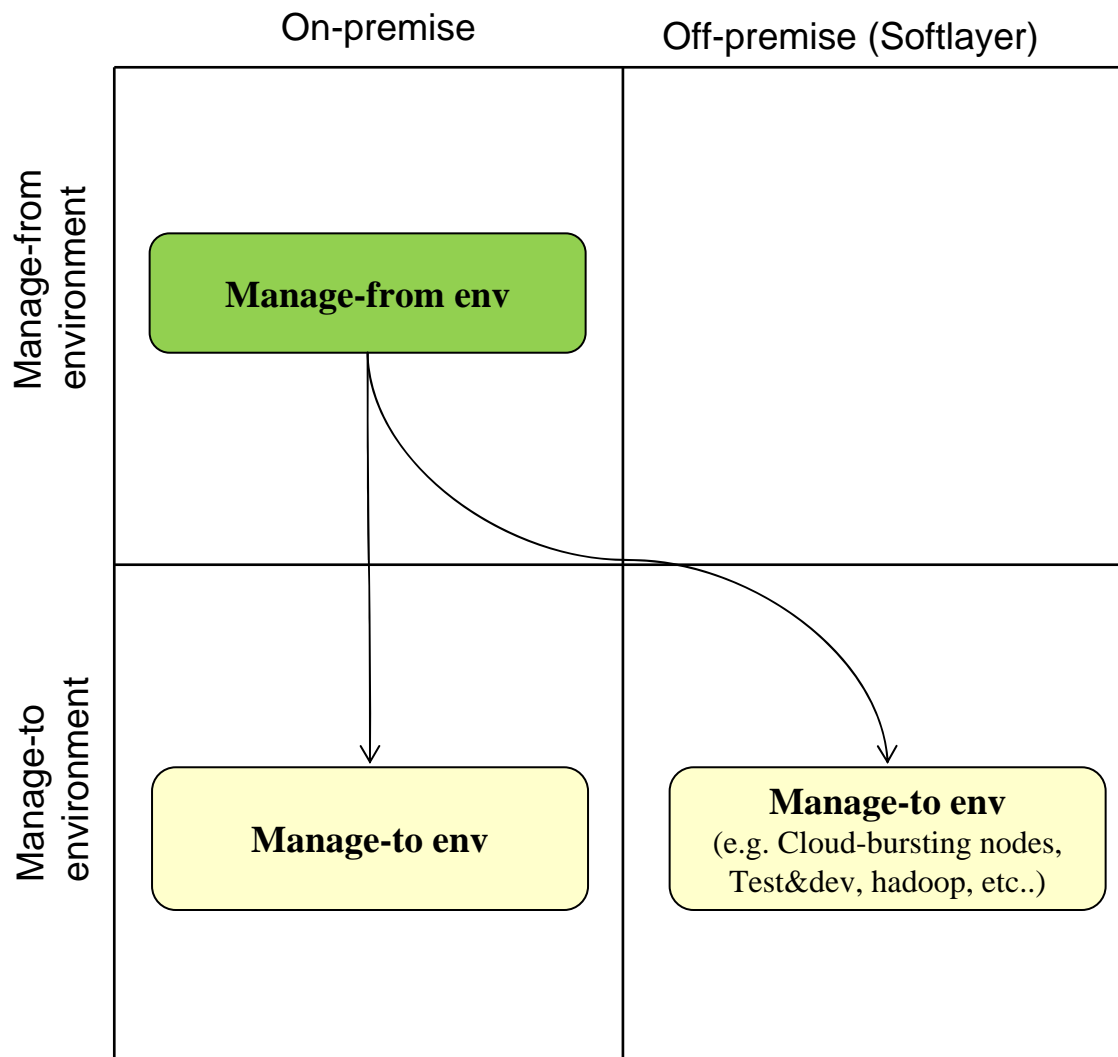 On-premise
Off-premise (Softlayer)
Manage-from
environment
Manage-from env
Manage-to
environment
Manage-to env
Manage-to env
(e.g. Cloud-bursting nodes,
Test&dev, hadoop, etc..)